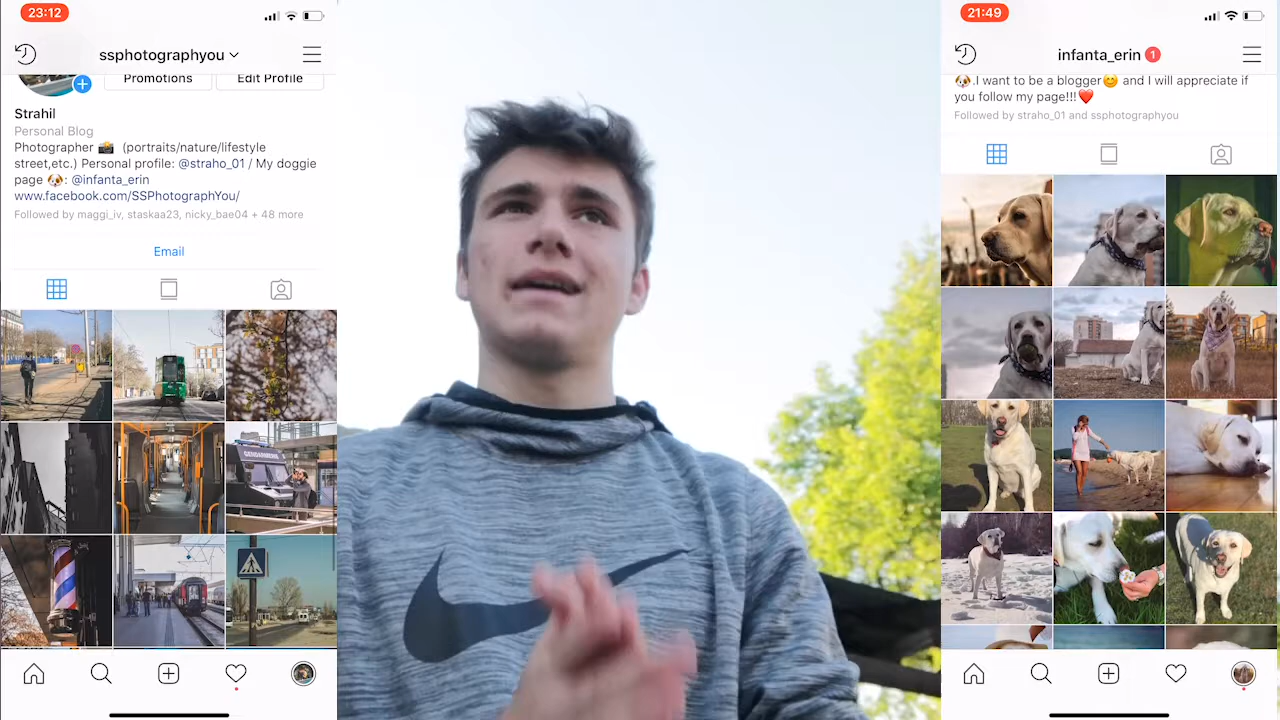 23:12
ssphotographyou
Promotions
Edit Profile
Strahil
Personal Blog
Photographer 📸 (portraits/nature/lifestyle
street,etc.) Personal profile: @straho_01 / My doggie
page 🐶: @infanta_erin
www.facebook.com/SSPhotographYou/
Followed by maggi_iv, staskaa23, nicky_bae04 + 48 more
Email
GENDARMERIE
21:49
infanta_erin 1
🐶.I want to be a blogger😊 and I will appreciate if
you follow my page!!!❤️
Followed by straho_01 and ssphotographyou